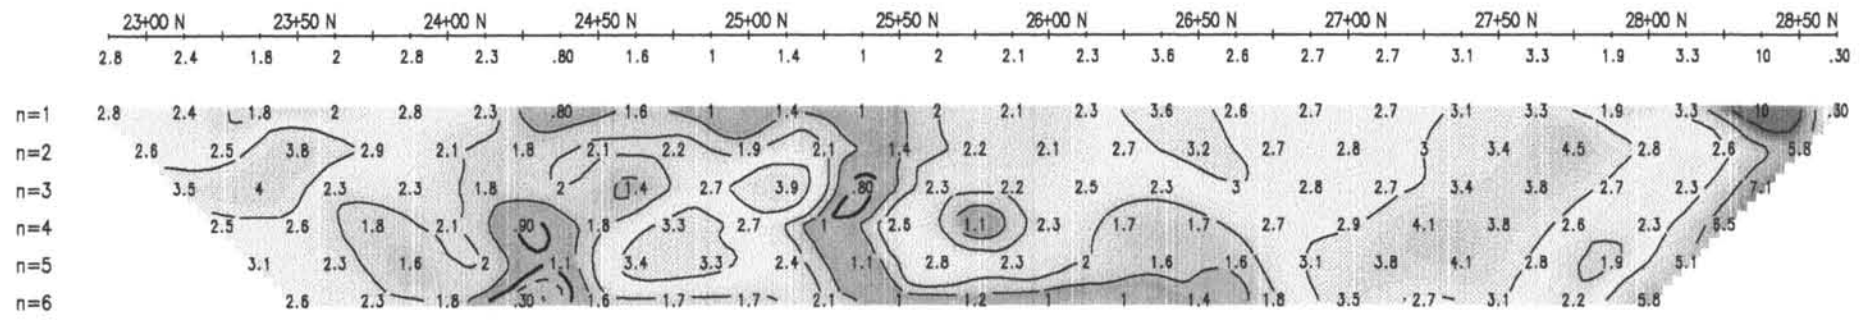 23+00 N 23+50 N 24+00 N 24+50 N 25+00 N 25+50 N 26+00 N 26+50 N 27+00 N 27+50 N 28+00 N 28+50 N
2.8 2.4 1.8 2 2.8 2.3 .80 1.6 1 1.4 1 2 2.1 2.3 3.6 2.6 2.7 2.7 3.1 3.3 1.9 3.3 10 .30
n=1 2.8 2.4 1.8 2 2.8 2.3 .80 1.6 1 1.4 1 2 2.1 2.3 3.6 2.6 2.7 2.7 3.1 3.3 1.9 3.3 10 .30
n=2 2.6 2.5 3.8 2.9 2.1 1.8 2.1 2.2 1.9 2.1 1.4 2.2 2.1 2.7 3.2 2.7 2.8 3 3.4 4.5 2.8 2.6 5.8
n=3 3.5 4 2.3 2.3 1.8 2 1.4 2.7 3.9 .80 2.3 2.2 2.5 2.3 3 2.8 2.7 3.4 3.8 2.7 2.3 7.1
n=4 2.5 2.6 1.8 2.1 .90 1.8 3.3 2.7 1 2.6 1.1 2.3 1.7 1.7 2.7 2.9 4.1 3.8 2.6 2.3 5.5
n=5 3.1 2.3 1.6 2 1.1 3.4 3.3 2.4 1.1 2.8 2.3 2 1.6 1.6 3.1 3.8 4.1 2.8 1.9 5.1
n=6 2.6 2.3 1.8 .30 1.6 1.7 1.7 2.1 1 1.2 1 1 1.4 1.8 3.5 2.7 3.1 2.2 5.8